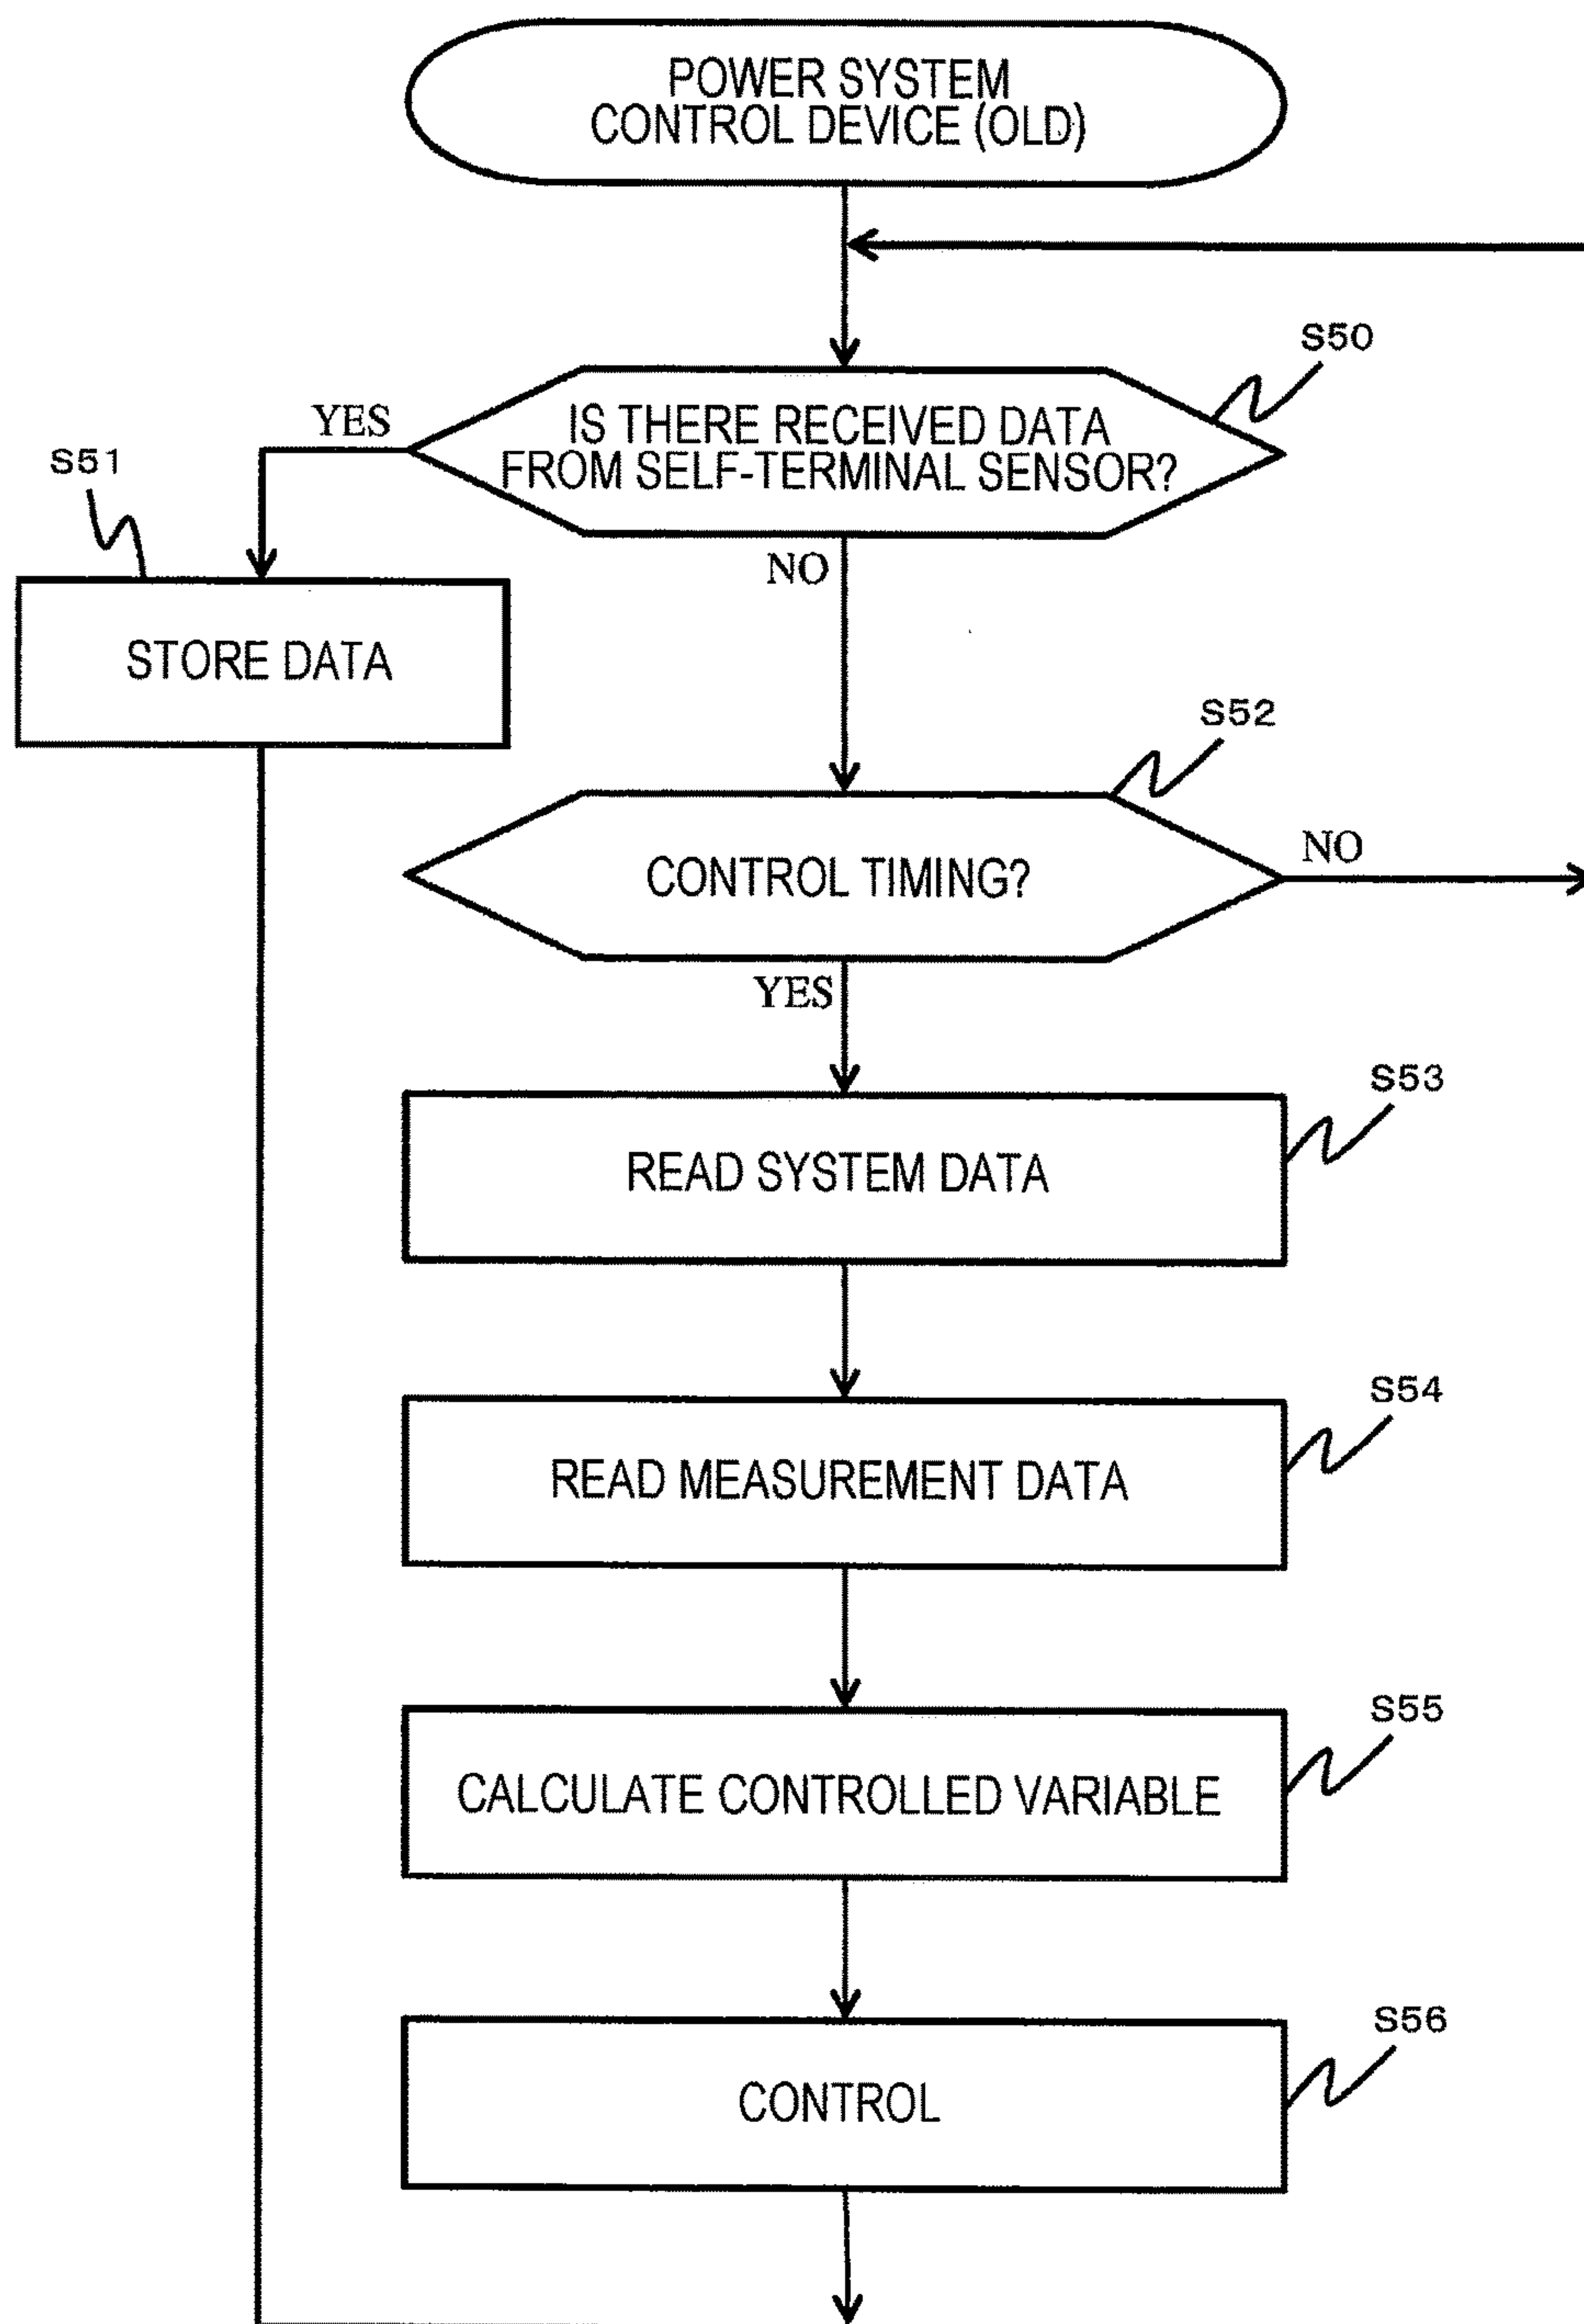 POWER SYSTEM
CONTROL DEVICE (OLD)
S50
YES
IS THERE RECEIVED DATA
FROM SELF-TERMINAL SENSOR?
S51
NO
STORE DATA
S52
NO
CONTROL TIMING?
YES
S53
READ SYSTEM DATA
S54
READ MEASUREMENT DATA
S55
CALCULATE CONTROLLED VARIABLE
S56
CONTROL